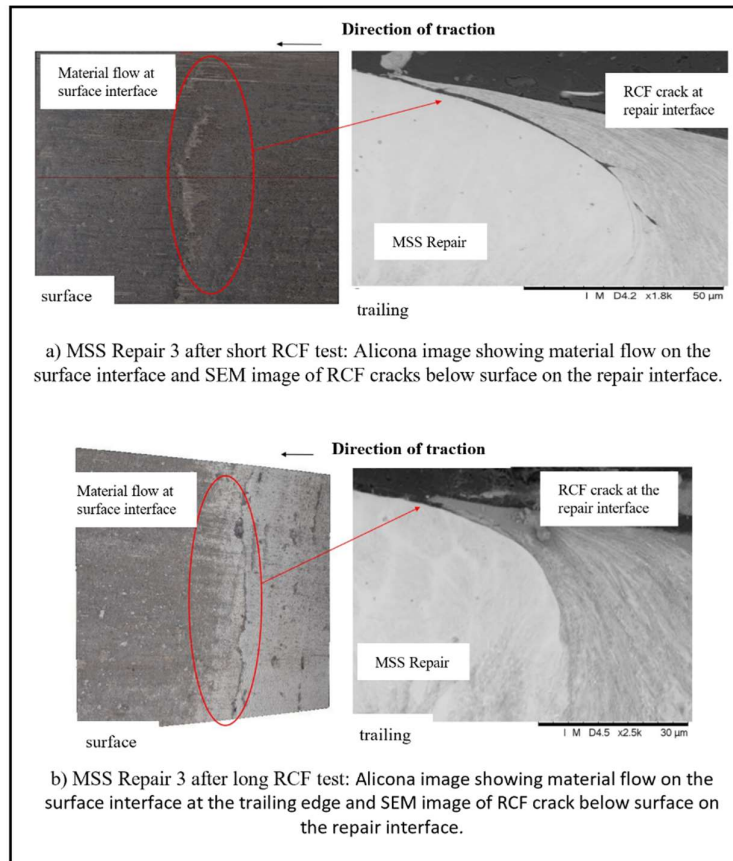 Direction of traction
Material flow at
surface interface
RCF crack at
repair interface
MSS Repair
surface
trailing
I M D4.2 x1.8k 50 µm
a) MSS Repair 3 after short RCF test: Alicona image showing material flow on the
surface interface and SEM image of RCF cracks below surface on the repair interface.
Direction of traction
Material flow at
surface interface
RCF crack at the
repair interface
MSS Repair
surface
trailing
I M D4.5 x2.5k 30 µm
b) MSS Repair 3 after long RCF test: Alicona image showing material flow on the
surface interface at the trailing edge and SEM image of RCF crack below surface on
the repair interface.